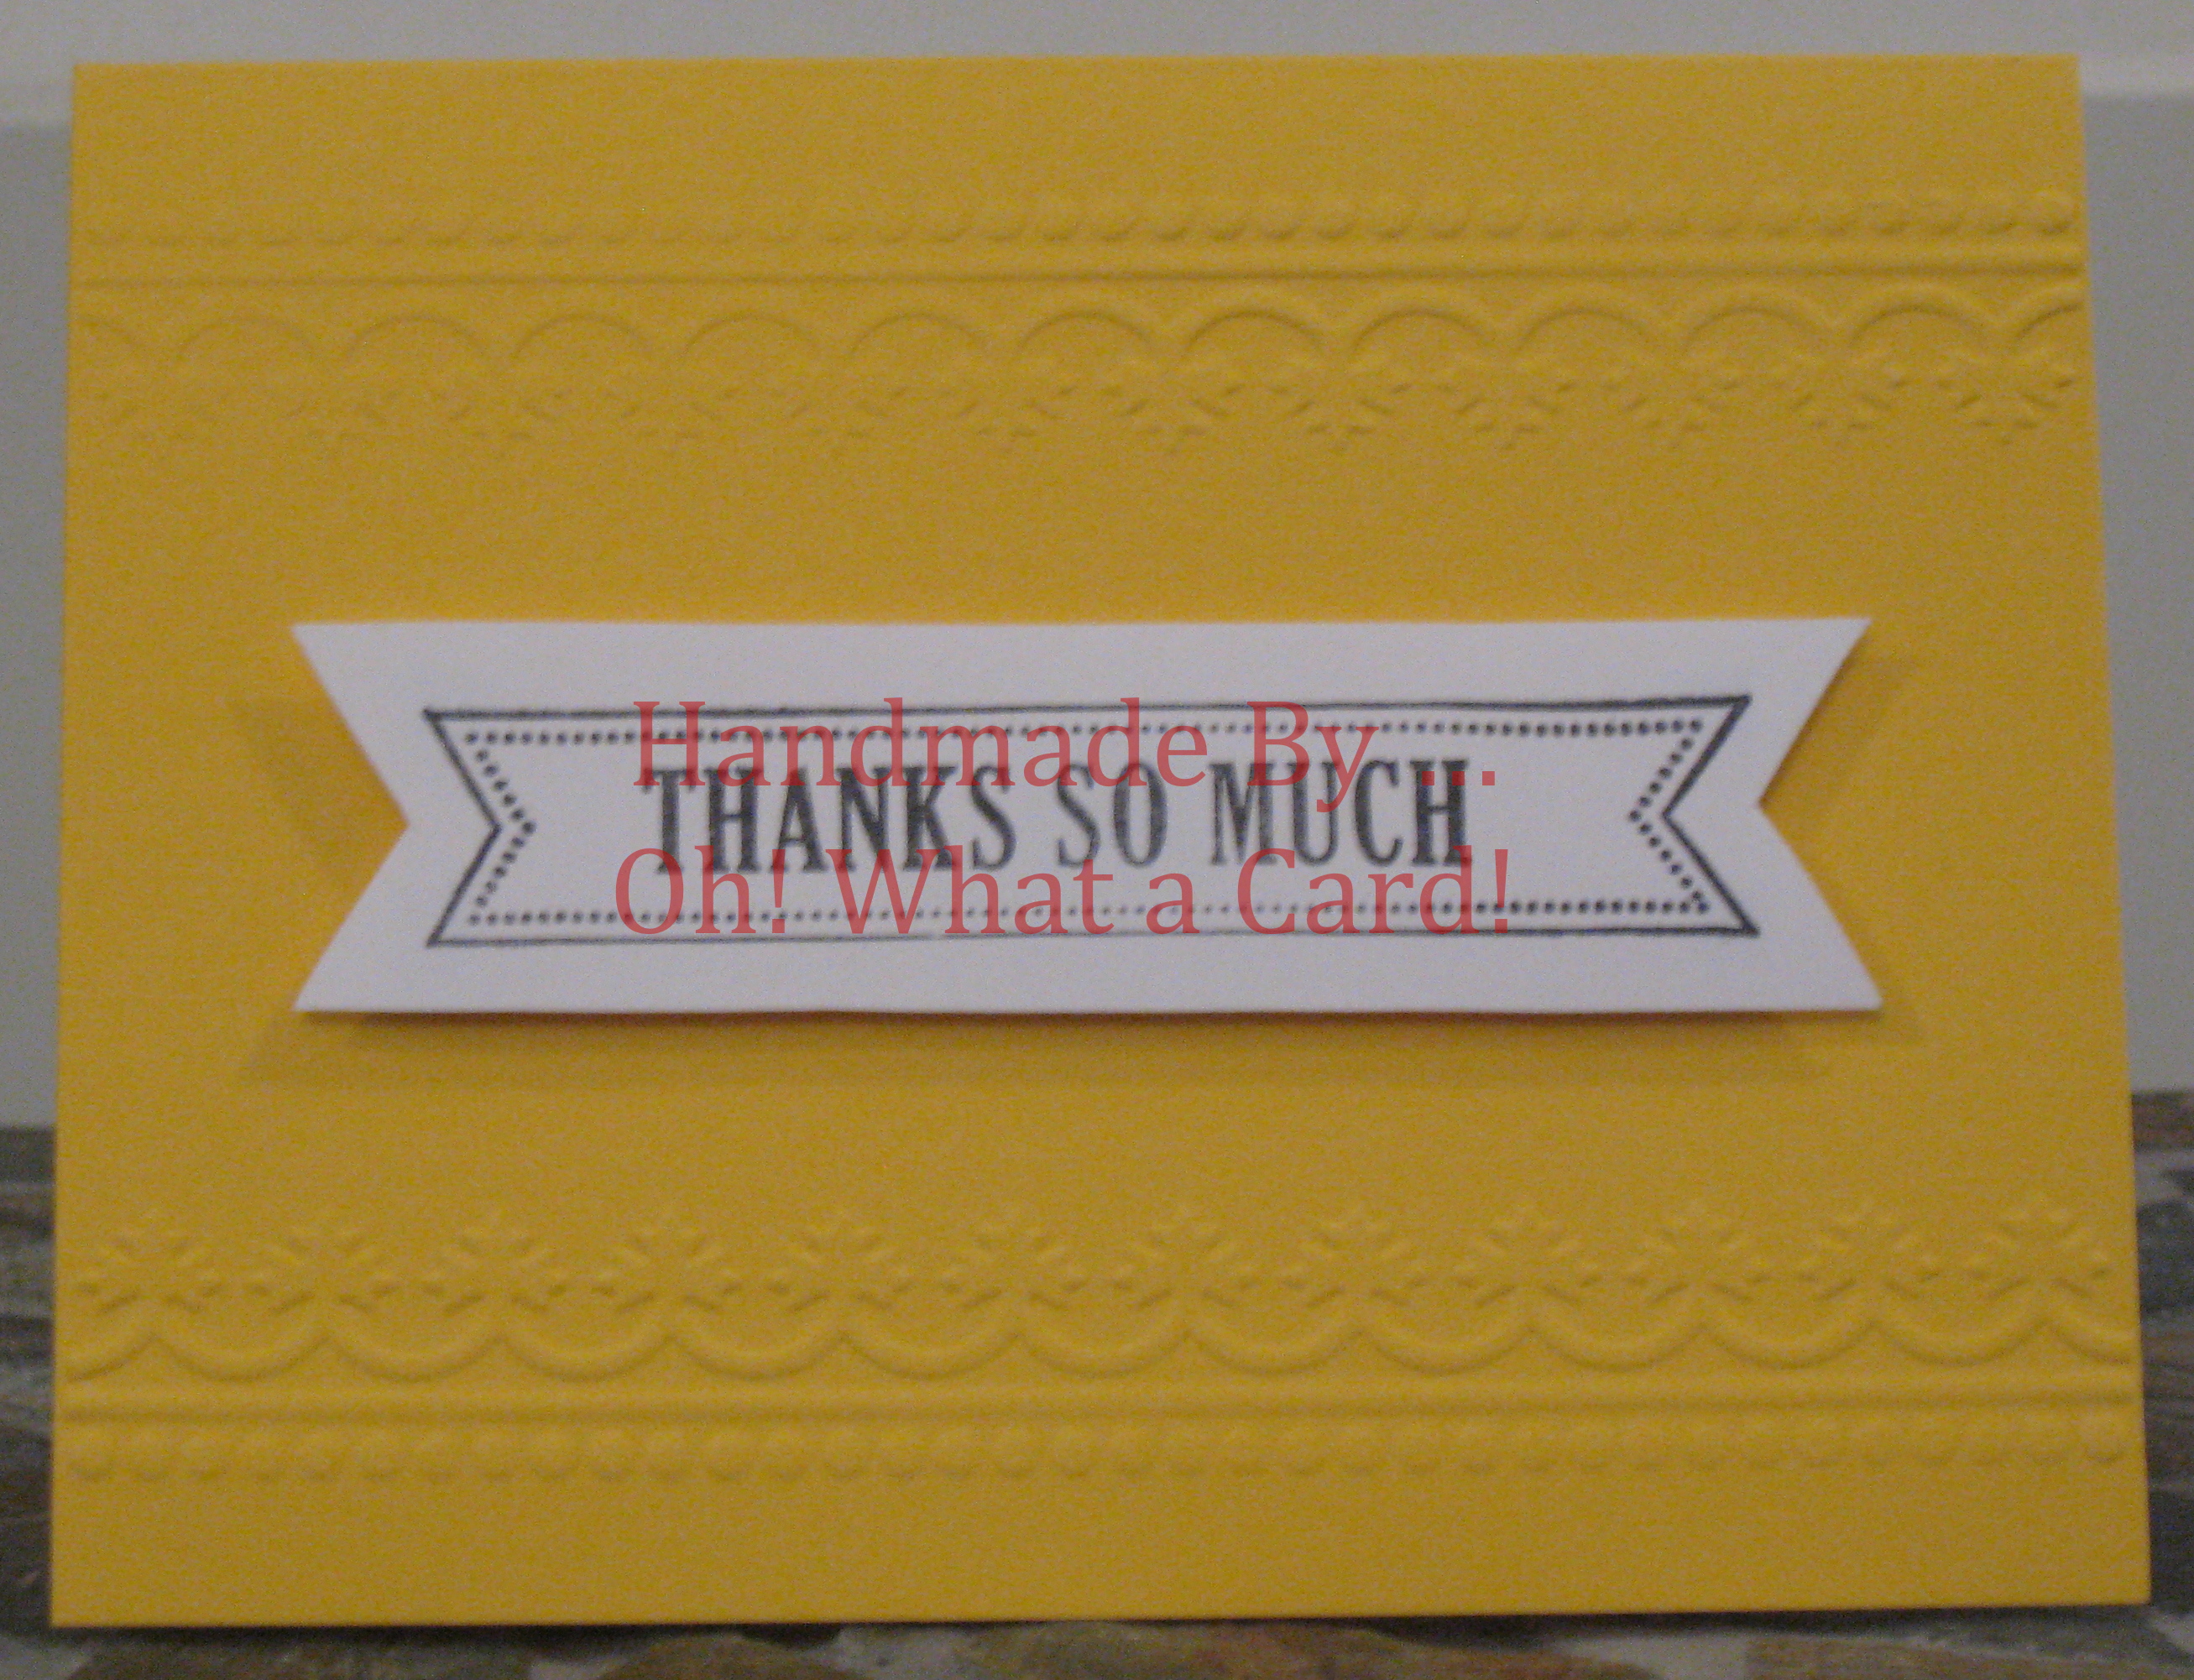 Handmade By ...
THANKS SO MUCH
Oh! What a Card!